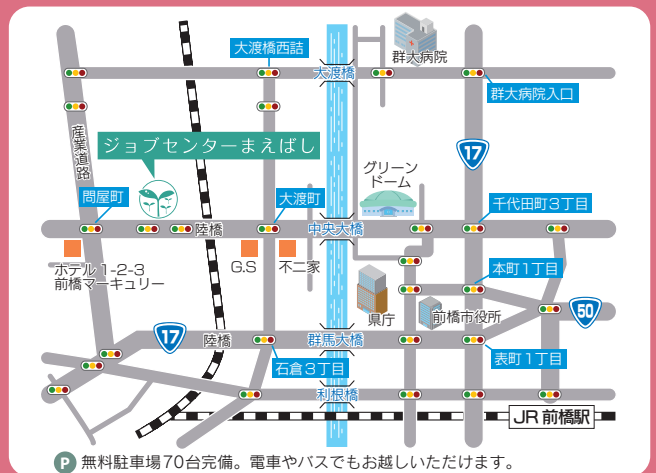 大渡橋西詰
群大病院
大渡橋
群大病院入口
産業道路
ジョブセンターまえばし
17
グリーン
ドーム
問屋町
大渡町
千代田町3丁目
陸橋
中央大橋
ホテル 1-2-3
前橋マーキュリー
G.S
不二家
本町1丁目
県庁
前橋市役所
50
17
陸橋
群馬大橋
石倉3丁目
表町1丁目
利根橋
JR 前橋駅
P 無料駐車場70台完備。電車やバスでもお越しいただけます。